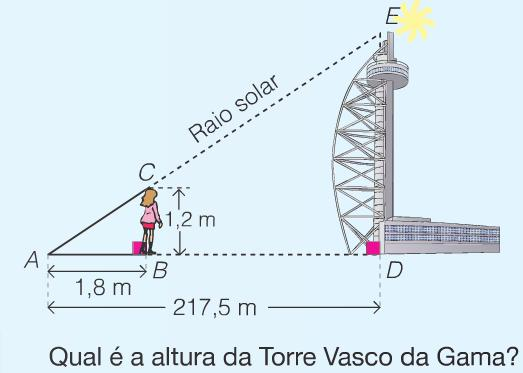 E
Raio solar
C
1,2 m
A
B
D
1,8 m
217,5 m
Qual é a altura da Torre Vasco da Gama?